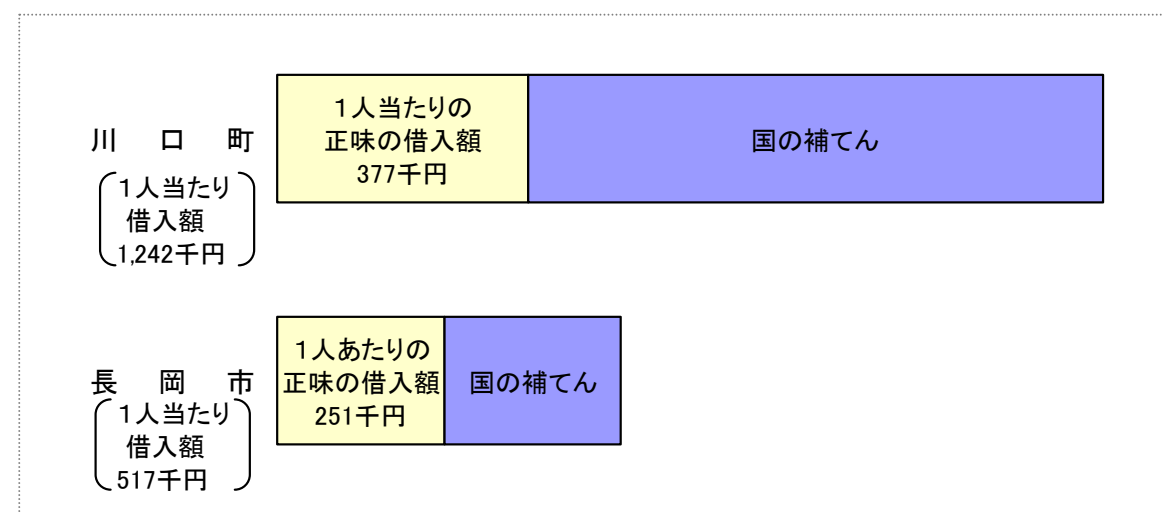 川 口 町
１人当たり
借入額
1,242千円
１人当たりの
正味の借入額
377千円
国の補てん
長 岡 市
１人当たり
借入額
517千円
１人あたりの
正味の借入額
251千円
国の補てん